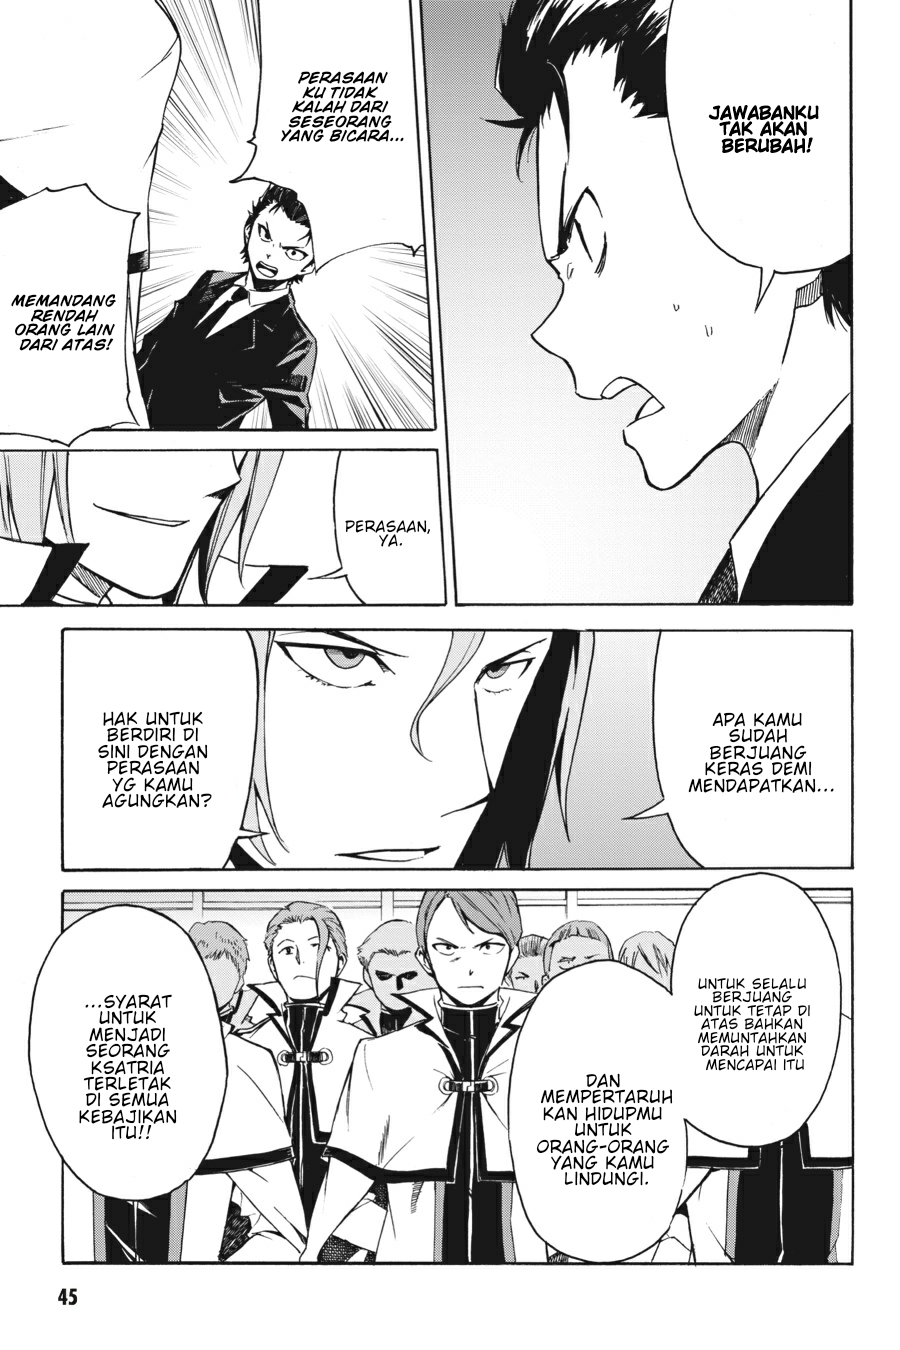 JAWABANKU
TAK AKAN
BERUBAH!
PERASAAN
KU TIDAK
KALAH DARI
SESEORANG
YANG BICARA...
MEMANDANG
RENDAH
ORANG LAIN
DARI ATAS!
PERASAAN,
YA.
APA KAMU
SUDAH
BERJUANG
KERAS DEMI
MENDAPATKAN...
HAK UNTUK
BERDIRI DI
SINI DENGAN
PERASAAN
YG KAMU
AGUNGKAN?
UNTUK SELALU
BERJUANG
UNTUK TETAP DI
ATAS BAHKAN
MEMUNTAHKAN
DARAH UNTUK
MENCAPAI ITU
DAN
MEMPERTARUH
KAN HIDUPMU
UNTUK
ORANG-ORANG
YANG KAMU
LINDUNGI.
...SYARAT
UNTUK
MENJADI
SEORANG
KSATRIA
TERLETAK
DI SEMUA
KEBAJIKAN
ITU!!
45